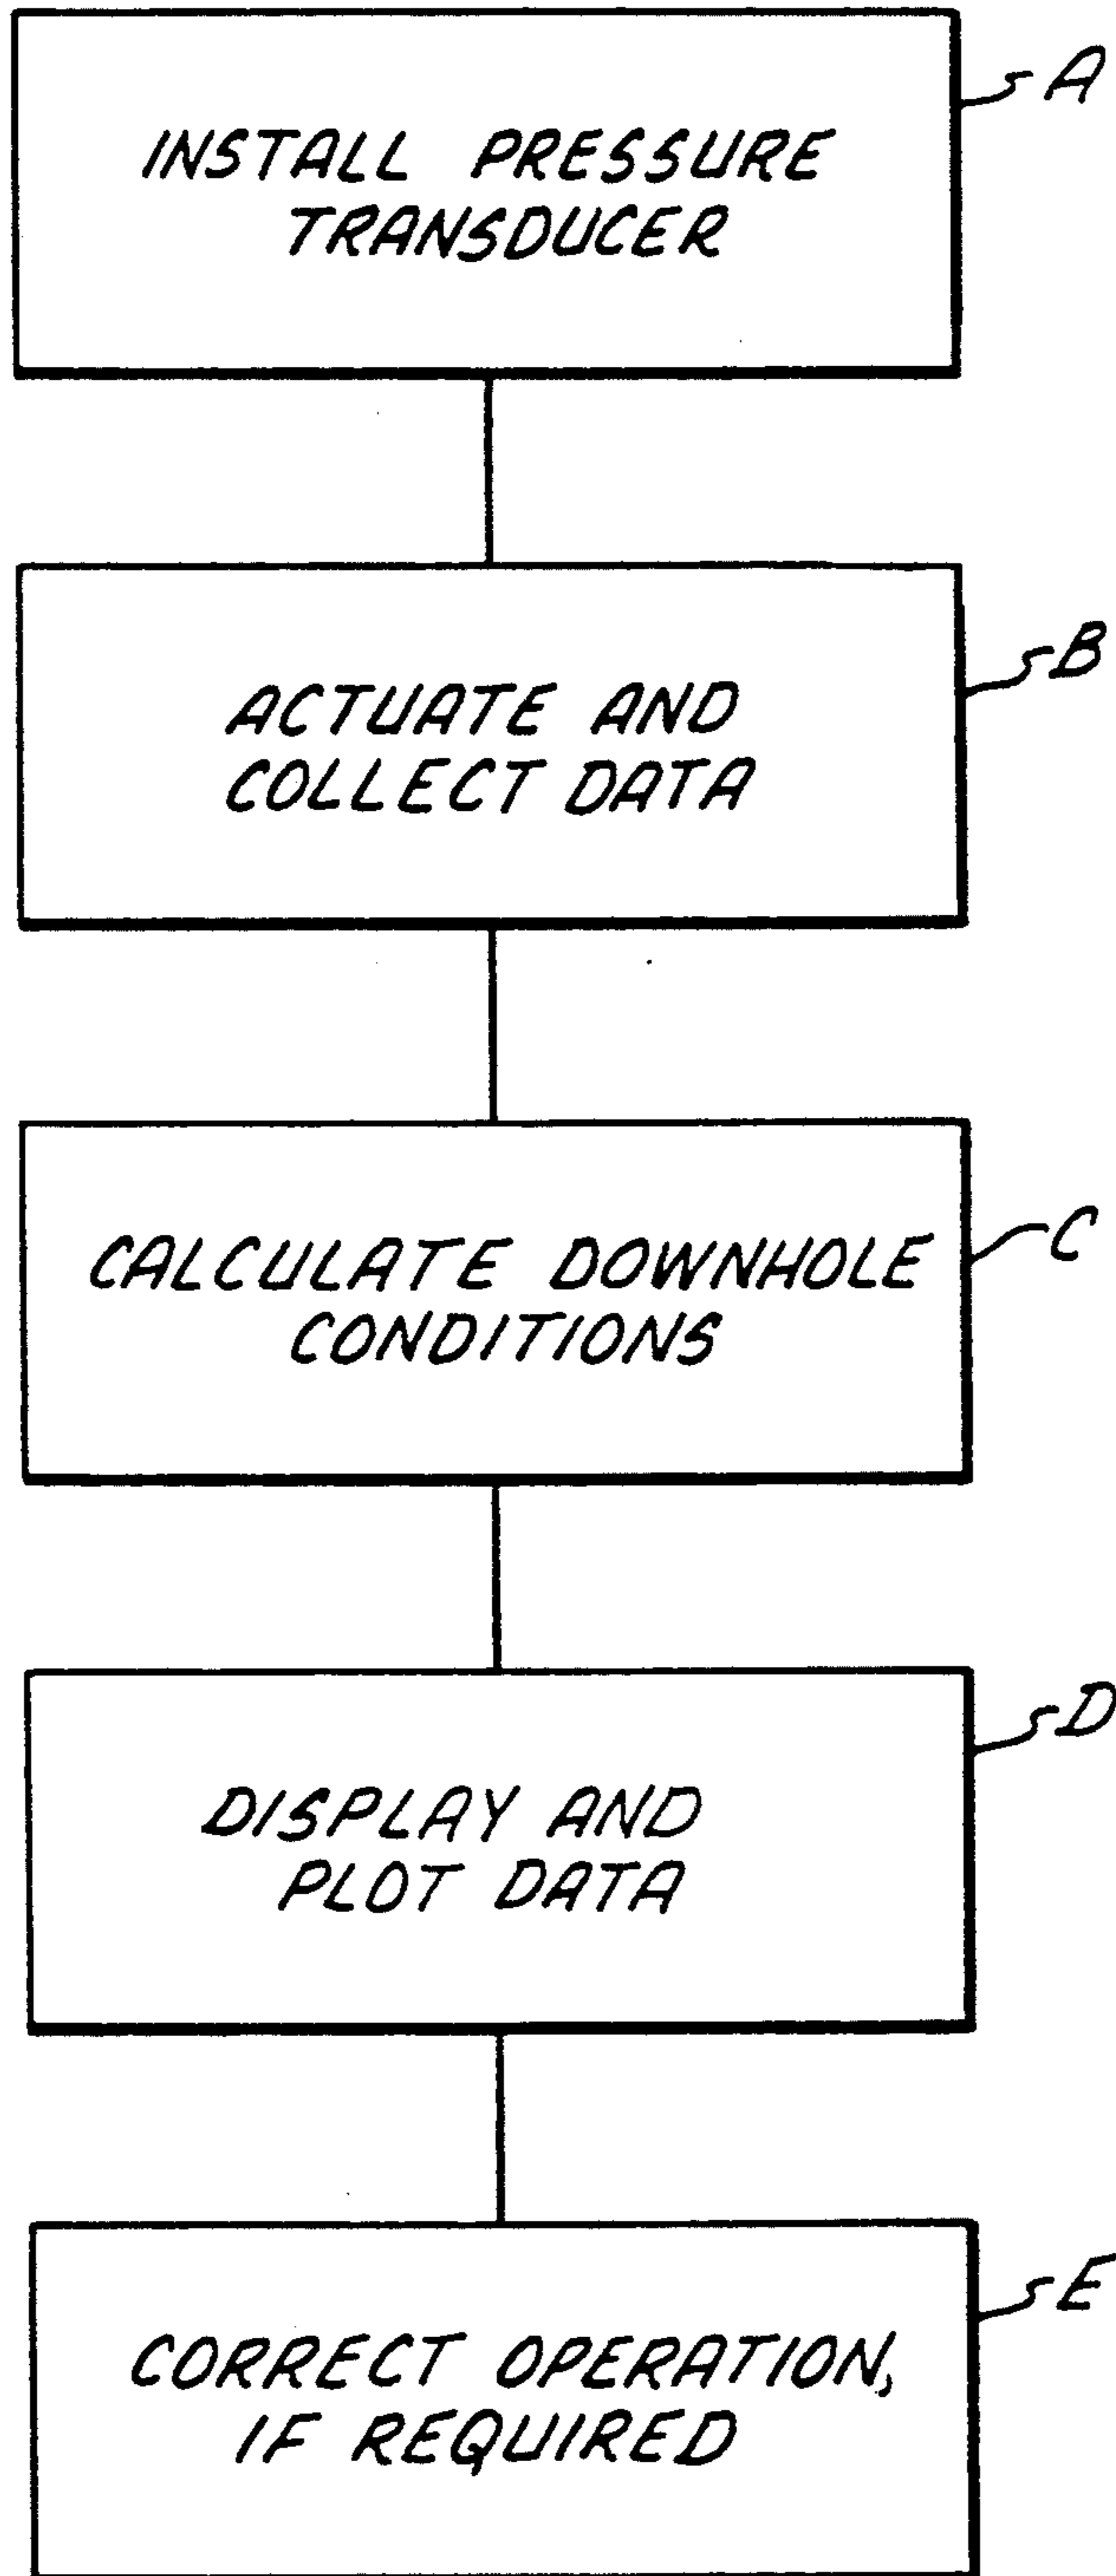 INSTALL PRESSURE
TRANSDUCER
A
ACTUATE AND
COLLECT DATA
B
CALCULATE DOWNHOLE
CONDITIONS
C
DISPLAY AND
PLOT DATA
D
CORRECT OPERATION,
IF REQUIRED
E